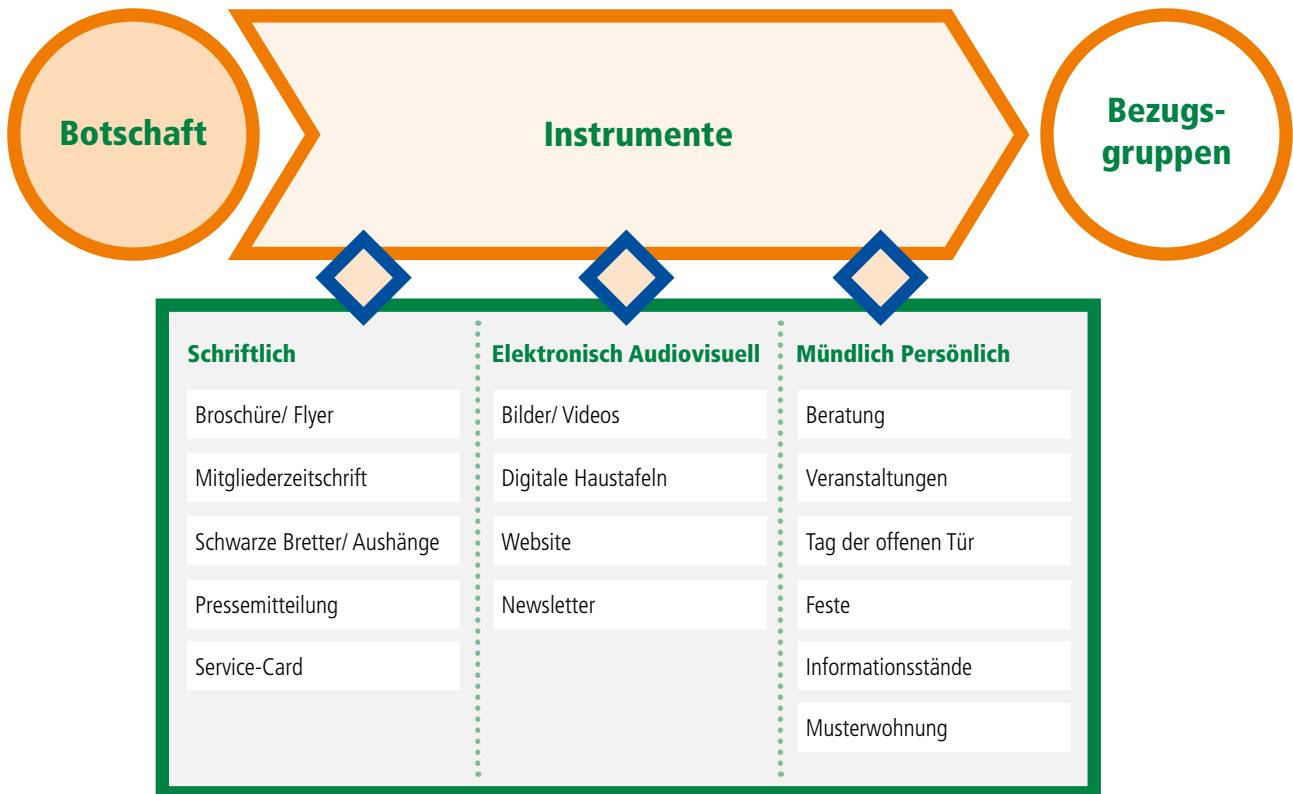 Botschaft
Instrumente
Bezugs-
gruppen
Schriftlich
Broschüre/ Flyer
Mitgliederzeitschrift
Schwarze Bretter/ Aushänge
Pressemitteilung
Service-Card
Elektronisch Audiovisuell
Bilder/ Videos
Digitale Haustafeln
Website
Newsletter
Mündlich Persönlich
Beratung
Veranstaltungen
Tag der offenen Tür
Feste
Informationsstände
Musterwohnung